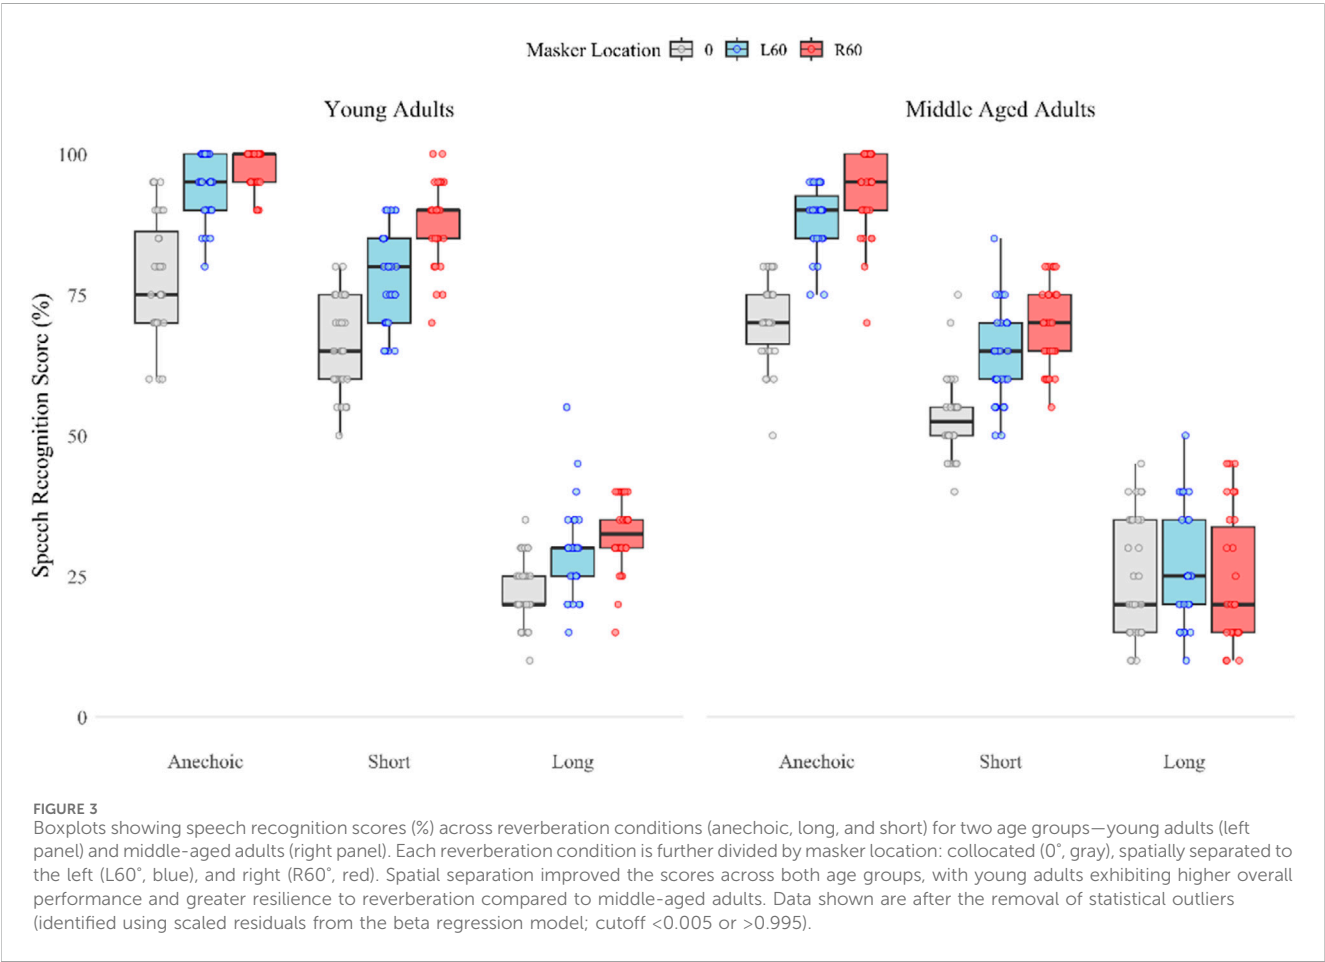 Masker Location 0 L60 R60
Young Adults
Middle Aged Adults
Speech Recognition Score (%)
100
75
50
25
0
Anechoic Short Long
Anechoic Short Long
FIGURE 3
Boxplots showing speech recognition scores (%) across reverberation conditions (anechoic, long, and short) for two age groups—young adults (left
panel) and middle-aged adults (right panel). Each reverberation condition is further divided by masker location: collocated (0°, gray), spatially separated to
the left (L60°, blue), and right (R60°, red). Spatial separation improved the scores across both age groups, with young adults exhibiting higher overall
performance and greater resilience to reverberation compared to middle-aged adults. Data shown are after the removal of statistical outliers
(identified using scaled residuals from the beta regression model; cutoff <0.005 or >0.995).